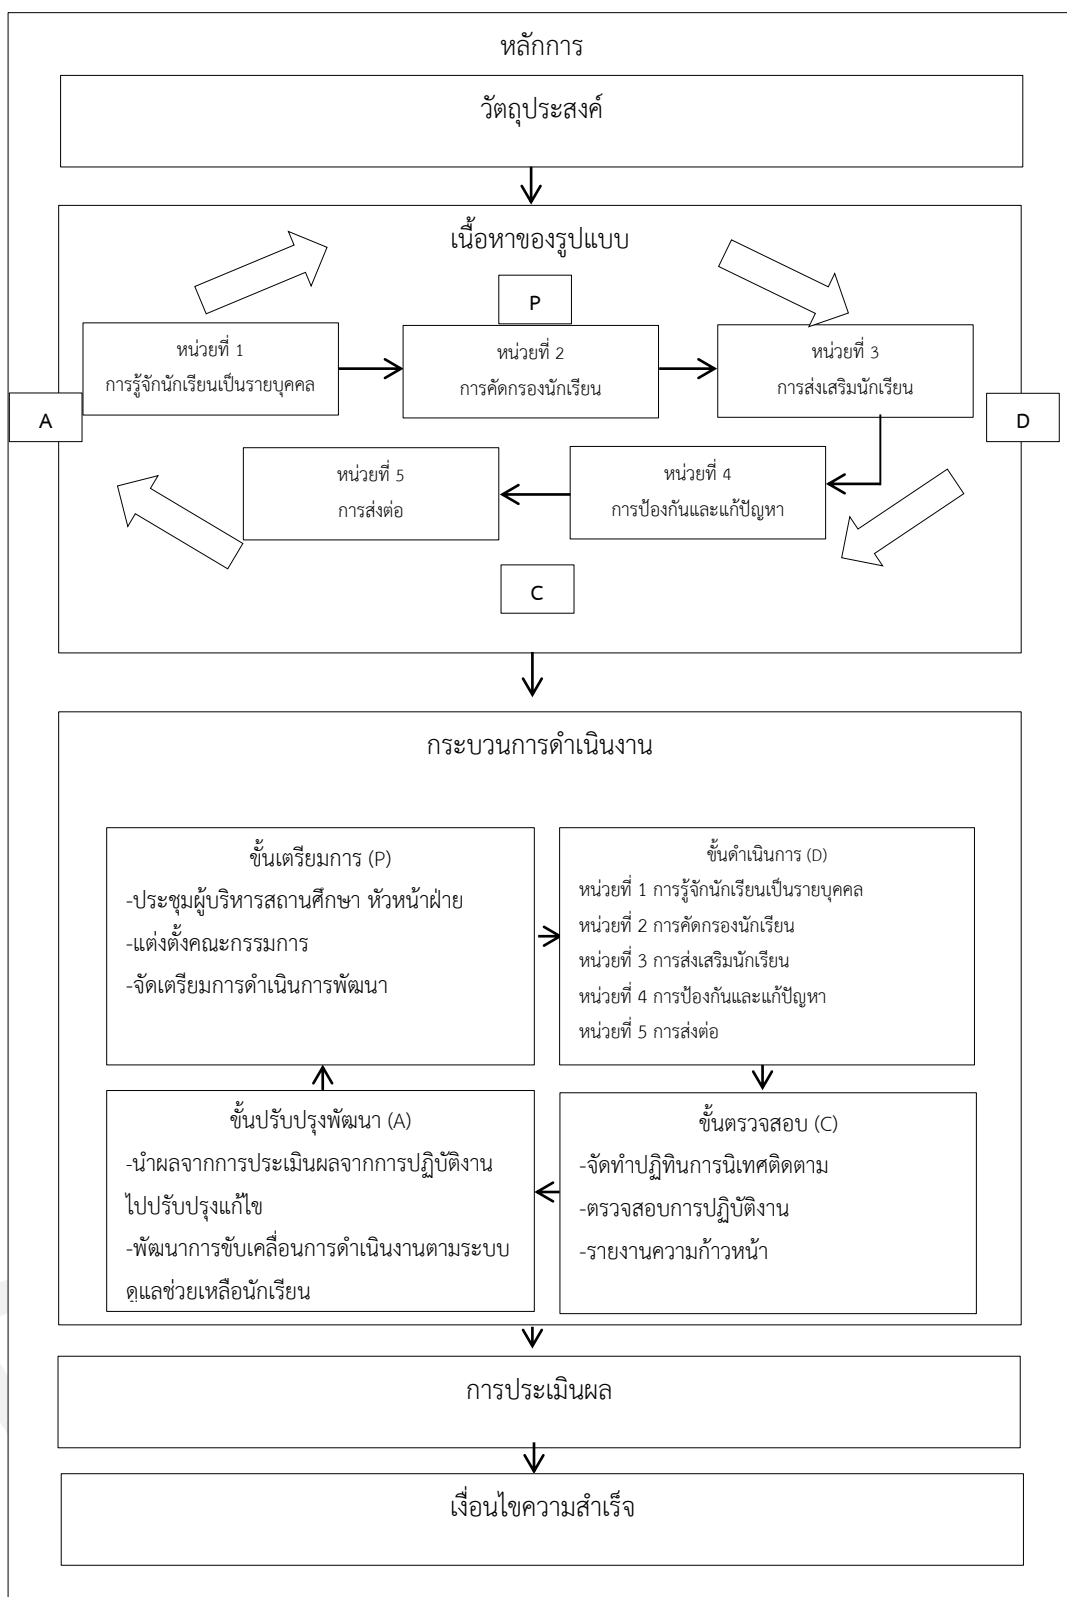 หลักการ
วัตถุประสงค์
เนื้อหาของรูปแบบ
P
หน่วยที่ 1
การรู้จักนักเรียนเป็นรายบุคคล
หน่วยที่ 2
การคัดกรองนักเรียน
หน่วยที่ 3
การส่งเสริมนักเรียน
A
D
หน่วยที่ 5
การส่งต่อ
หน่วยที่ 4
การป้องกันและแก้ปัญหา
C
กระบวนการดำเนินงาน
ขั้นเตรียมการ (P)
-ประชุมผู้บริหารสถานศึกษา หัวหน้าฝ่าย
-แต่งตั้งคณะกรรมการ
-จัดเตรียมการดำเนินการพัฒนา
ขั้นดำเนินการ (D)
หน่วยที่ 1 การรู้จักนักเรียนเป็นรายบุคคล
หน่วยที่ 2 การคัดกรองนักเรียน
หน่วยที่ 3 การส่งเสริมนักเรียน
หน่วยที่ 4 การป้องกันและแก้ปัญหา
หน่วยที่ 5 การส่งต่อ
ขั้นปรับปรุงพัฒนา (A)
-นำผลจากการประเมินผลจากการปฏิบัติงาน
ไปปรับปรุงแก้ไข
-พัฒนาการขับเคลื่อนการดำเนินงานตามระบบ
ดูแลช่วยเหลือนักเรียน
ขั้นตรวจสอบ (C)
-จัดทำปฏิทินการนิเทศติดตาม
-ตรวจสอบการปฏิบัติงาน
-รายงานความก้าวหน้า
การประเมินผล
เงื่อนไขความสำเร็จ